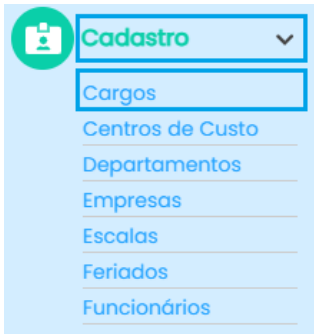 Cadastro
Cargos
Centros de Custo
Departamentos
Empresas
Escalas
Feriados
Funcionários